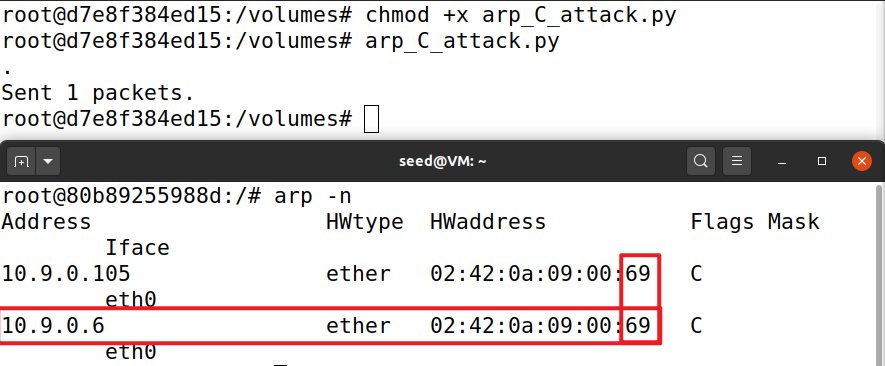 root@d7e8f384ed15:/volumes# chmod +x arp_C_attack.py
root@d7e8f384ed15:/volumes# arp_C_attack.py
.
Sent 1 packets.
root@d7e8f384ed15:/volumes#
seed@VM: ~
root@80b89255988d:/# arp -n
Address                  HWtype  HWaddress           Flags Mask
        Iface
10.9.0.105               ether   02:42:0a:09:00:69   C
        eth0
10.9.0.6                 ether   02:42:0a:09:00:69   C
        eth0